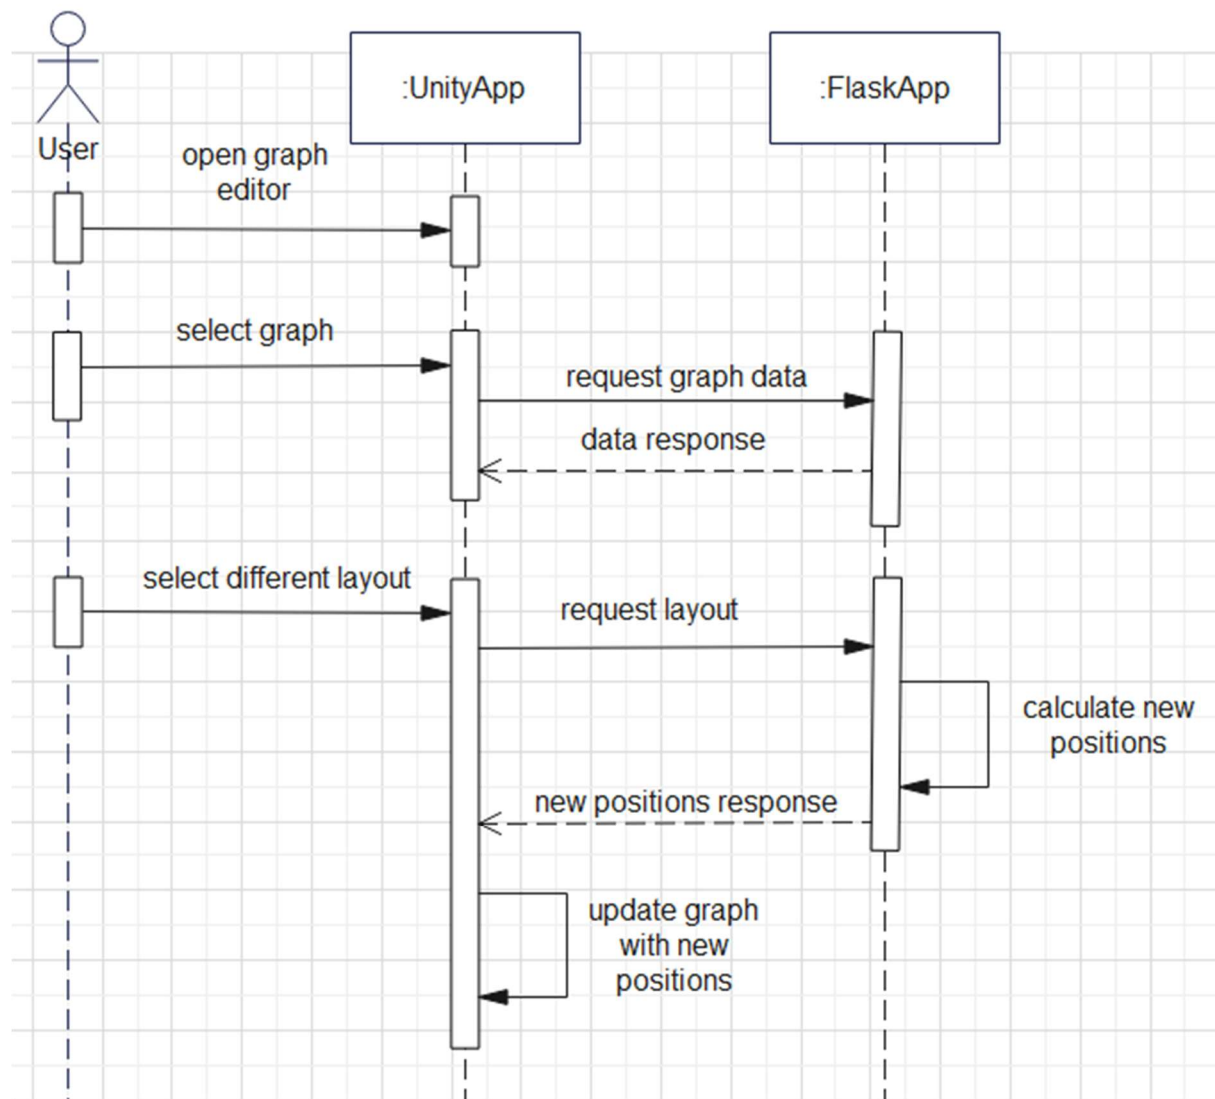 :UnityApp
:FlaskApp
User
open graph
editor
select graph
request graph data
data response
select different layout
request layout
calculate new
positions
new positions response
update graph
with new
positions